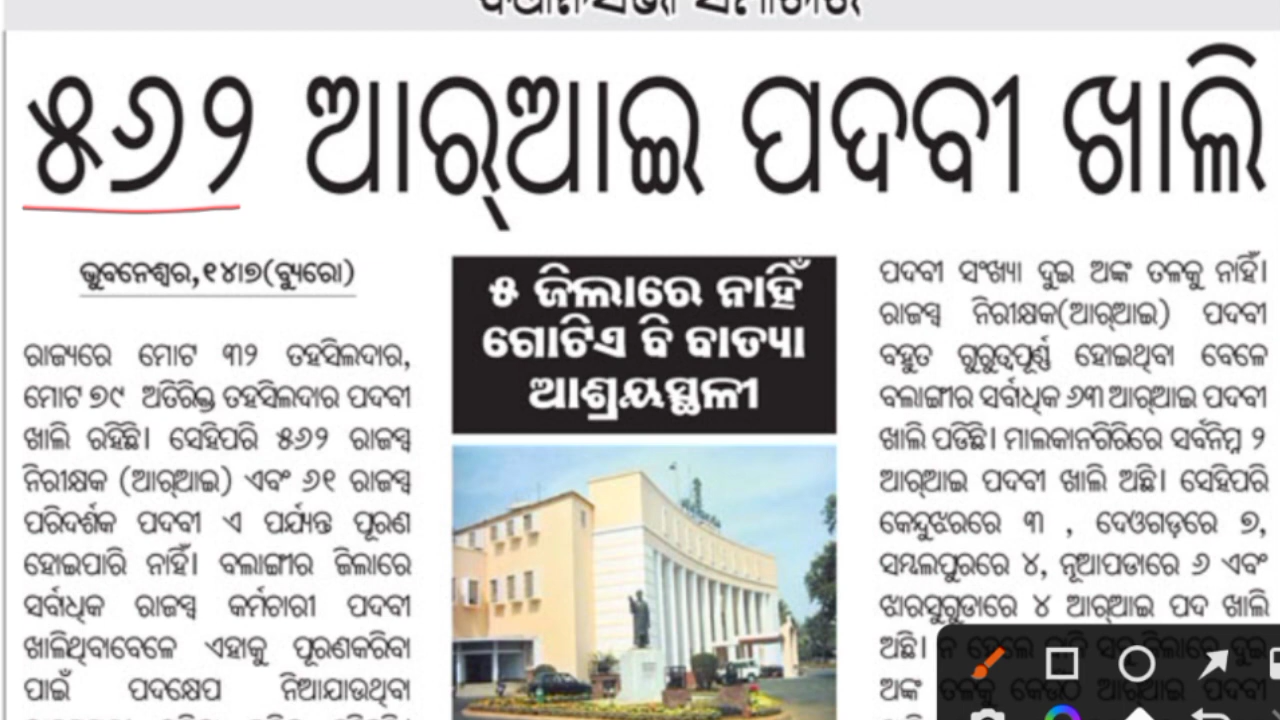 ବିଧାନସଭା ସମାଚାର
୫୬୨ ଆର୍‌ଆଇ ପଦବୀ ଖାଲି
ଭୁବନେଶ୍ୱର,୧୪।୭(ବ୍ୟୁରୋ)
ରାଜ୍ୟରେ ମୋଟ ୩୨ ତହସିଲଦାର,
ମୋଟ ୭୯ ଅତିରିକ୍ତ ତହସିଲଦାର ପଦବୀ
ଖାଲି ରହିଛି। ସେହିପରି ୫୬୨ ରାଜସ୍ୱ
ନିରୀକ୍ଷକ (ଆର୍‌ଆଇ) ଏବଂ ୬୧ ରାଜସ୍ୱ
ପରିଦର୍ଶକ ପଦବୀ ଏ ପର୍ଯ୍ୟନ୍ତ ପୂରଣ
ହୋଇପାରି ନାହିଁ। ବଲାଙ୍ଗୀର ଜିଲାରେ
ସର୍ବାଧିକ ରାଜସ୍ୱ କର୍ମଚାରୀ ପଦବୀ
ଖାଲିଥିବାବେଳେ ଏହାକୁ ପୂରଣକରିବା
ପାଇଁ ପଦକ୍ଷେପ ନିଆଯାଉଥିବା
୫ ଜିଲାରେ ନାହିଁ
ଗୋଟିଏ ବି ବାତ୍ୟା
ଆଶ୍ରୟସ୍ଥଳୀ
ପଦବୀ ସଂଖ୍ୟା ଦୁଇ ଅଙ୍କ ତଳକୁ ନାହିଁ।
ରାଜସ୍ୱ ନିରୀକ୍ଷକ(ଆର୍‌ଆଇ) ପଦବୀ
ବହୁତ ଗୁରୁତ୍ୱପୂର୍ଣ୍ଣ ହୋଇଥିବା ବେଳେ
ବଲାଙ୍ଗୀର ସର୍ବାଧିକ ୬୩ ଆର୍‌ଆଇ ପଦବୀ
ଖାଲି ପଡିଛି। ମାଲକାନଗିରିରେ ସର୍ବନିମ୍ନ ୨
ଆର୍‌ଆଇ ପଦବୀ ଖାଲି ଅଛି। ସେହିପରି
କେନ୍ଦୁଝରରେ ୩ , ଦେଓଗଡ଼ରେ ୭,
ସମ୍ବଲପୁରରେ ୪, ନୂଆପଡାରେ ୬ ଏବଂ
ଝାରସୁଗୁଡାରେ ୪ ଆର୍‌ଆଇ ପଦ ଖାଲି
ଅଛି।
ଅଙ୍କ ତଳକୁ